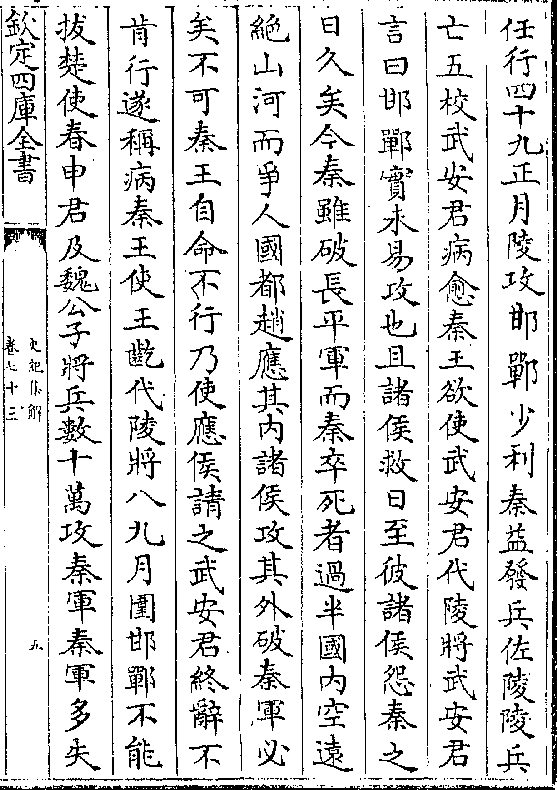 任行四十九正月陵攻邯鄲少利秦益發兵佐陵陵兵
亡五校武安君病愈秦王欲使武安君代陵將武安君
言曰邯鄲實未易攻也且諸侯救日至彼諸侯怨秦之
日久矣今秦雖破長平軍而秦卒死者過半國内空遠
絶山河而爭人國都趙應其内諸侯攻其外破秦軍必
矣不可秦王自命不行乃使應侯請之武安君終辭不
肯行遂稱病秦王使王齕代陵將八九月圍邯鄲不能
拔楚使春申君及魏公子將兵數十萬攻秦軍秦軍多失
欽定四庫全書
史記集解
卷七十三
九